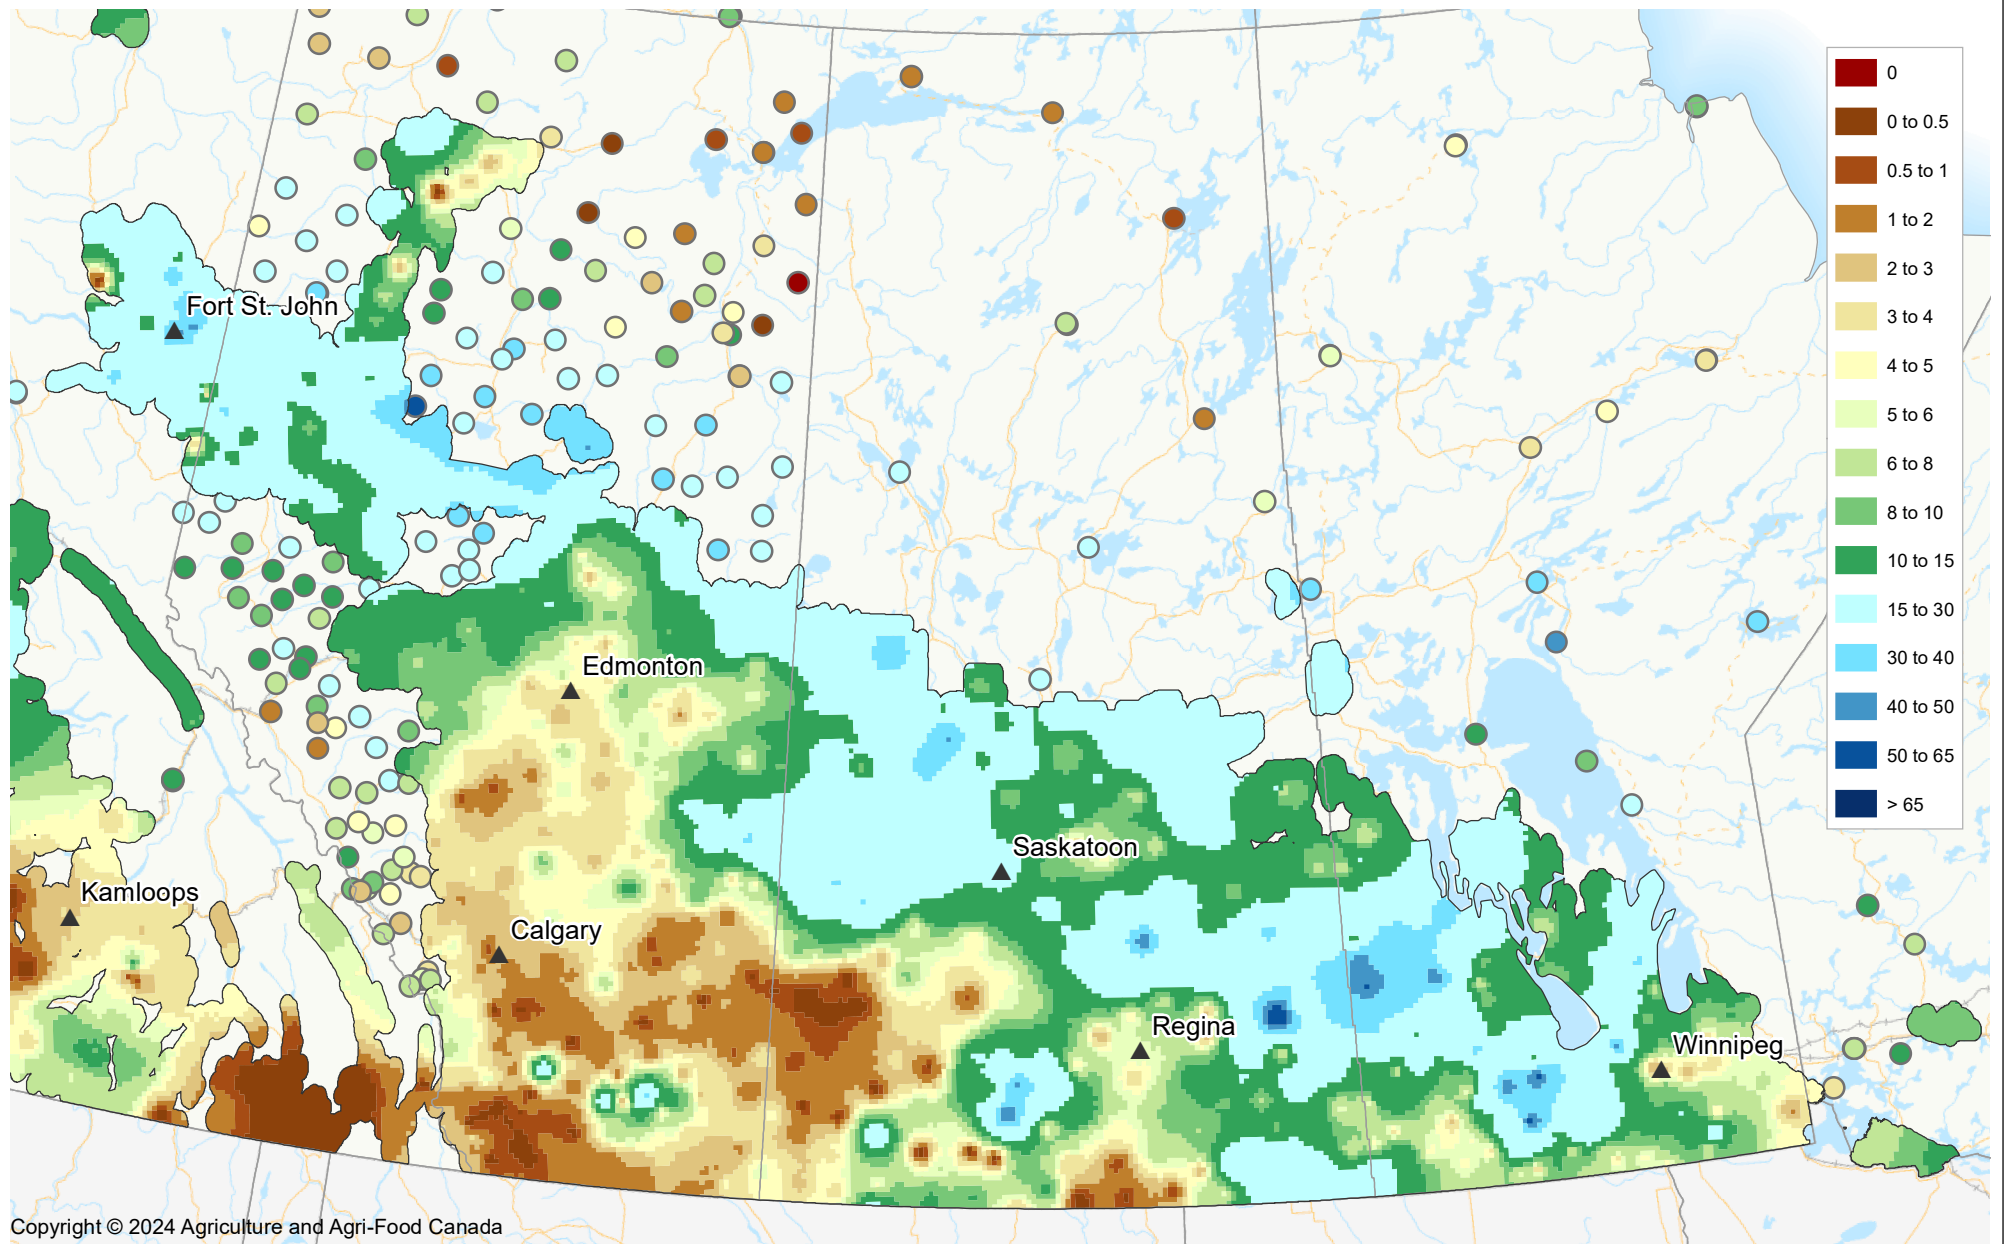 0
0 to 0.5
0.5 to 1
1 to 2
2 to 3
3 to 4
4 to 5
5 to 6
6 to 8
8 to 10
10 to 15
15 to 30
30 to 40
40 to 50
50 to 65
> 65
Fort St. John
Edmonton
Saskatoon
Kamloops
Calgary
Regina
Winnipeg
Copyright © 2024 Agriculture and Agri-Food Canada